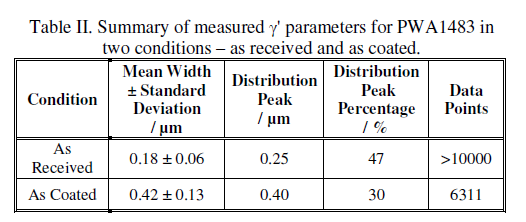 Table II. Summary of measured γ' parameters for PWA1483 in
two conditions – as received and as coated.
Condition
Mean Width
± Standard
Deviation
/ µm
Distribution
Peak
/ µm
Distribution
Peak
Percentage
/ %
Data
Points
As
Received
0.18 ± 0.06
0.25
47
>10000
As Coated
0.42 ± 0.13
0.40
30
6311